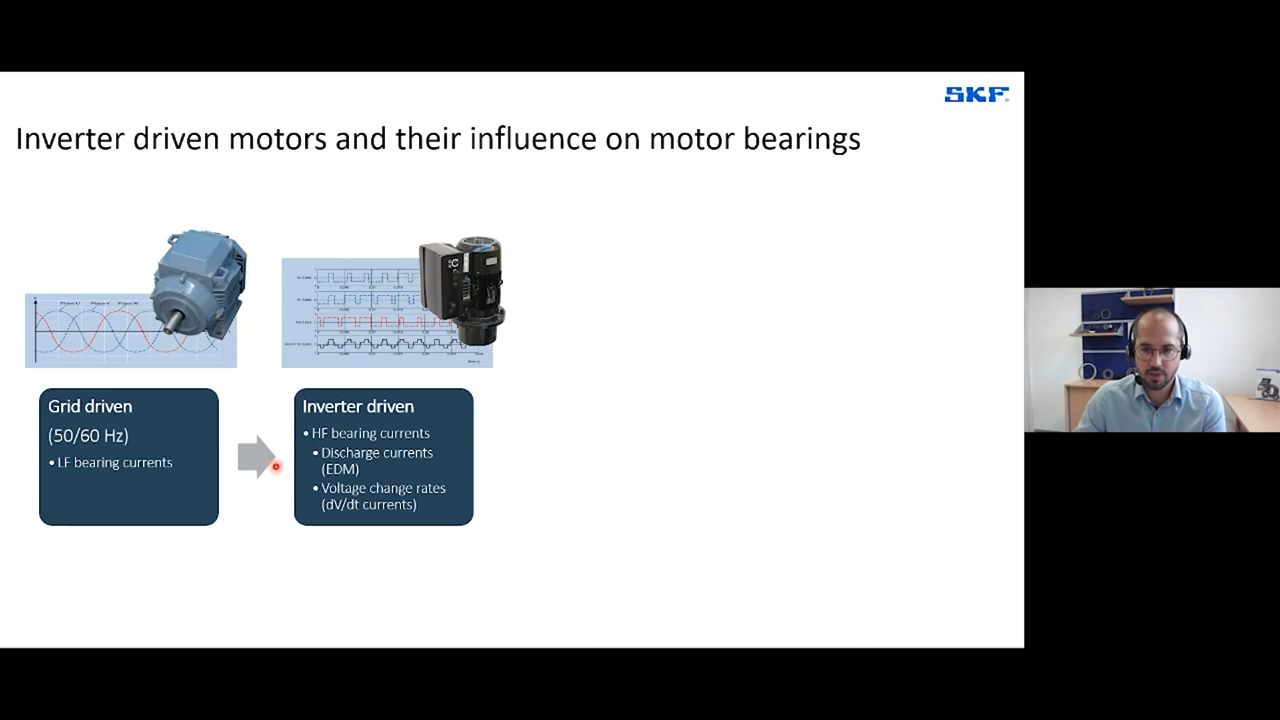 SKF
Inverter driven motors and their influence on motor bearings
Grid driven
(50/60 Hz)
• LF bearing currents
Inverter driven
• HF bearing currents
• Discharge currents
(EDM)
• Voltage change rates
(dV/dt currents)